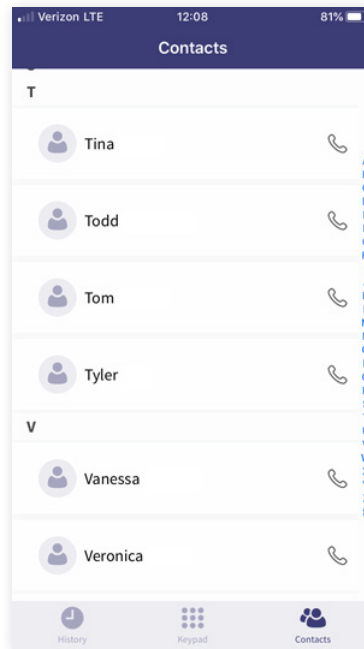 Verizon LTE 12:08 81%
Contacts
T
Tina
Todd
Tom
Tyler
V
Vanessa
Veronica
History Keypad Contacts